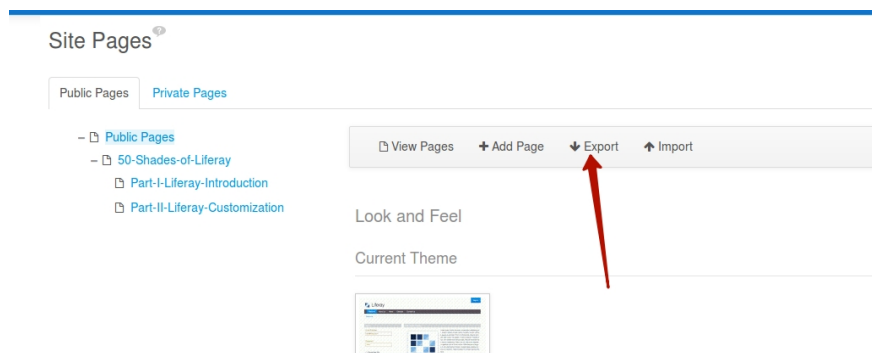 Site Pages
Public Pages Private Pages
Public Pages
50-Shades-of-Liferay
Part-I-Liferay-Introduction
Part-II-Liferay-Customization
View Pages Add Page Export Import
Look and Feel
Current Theme
Liferay